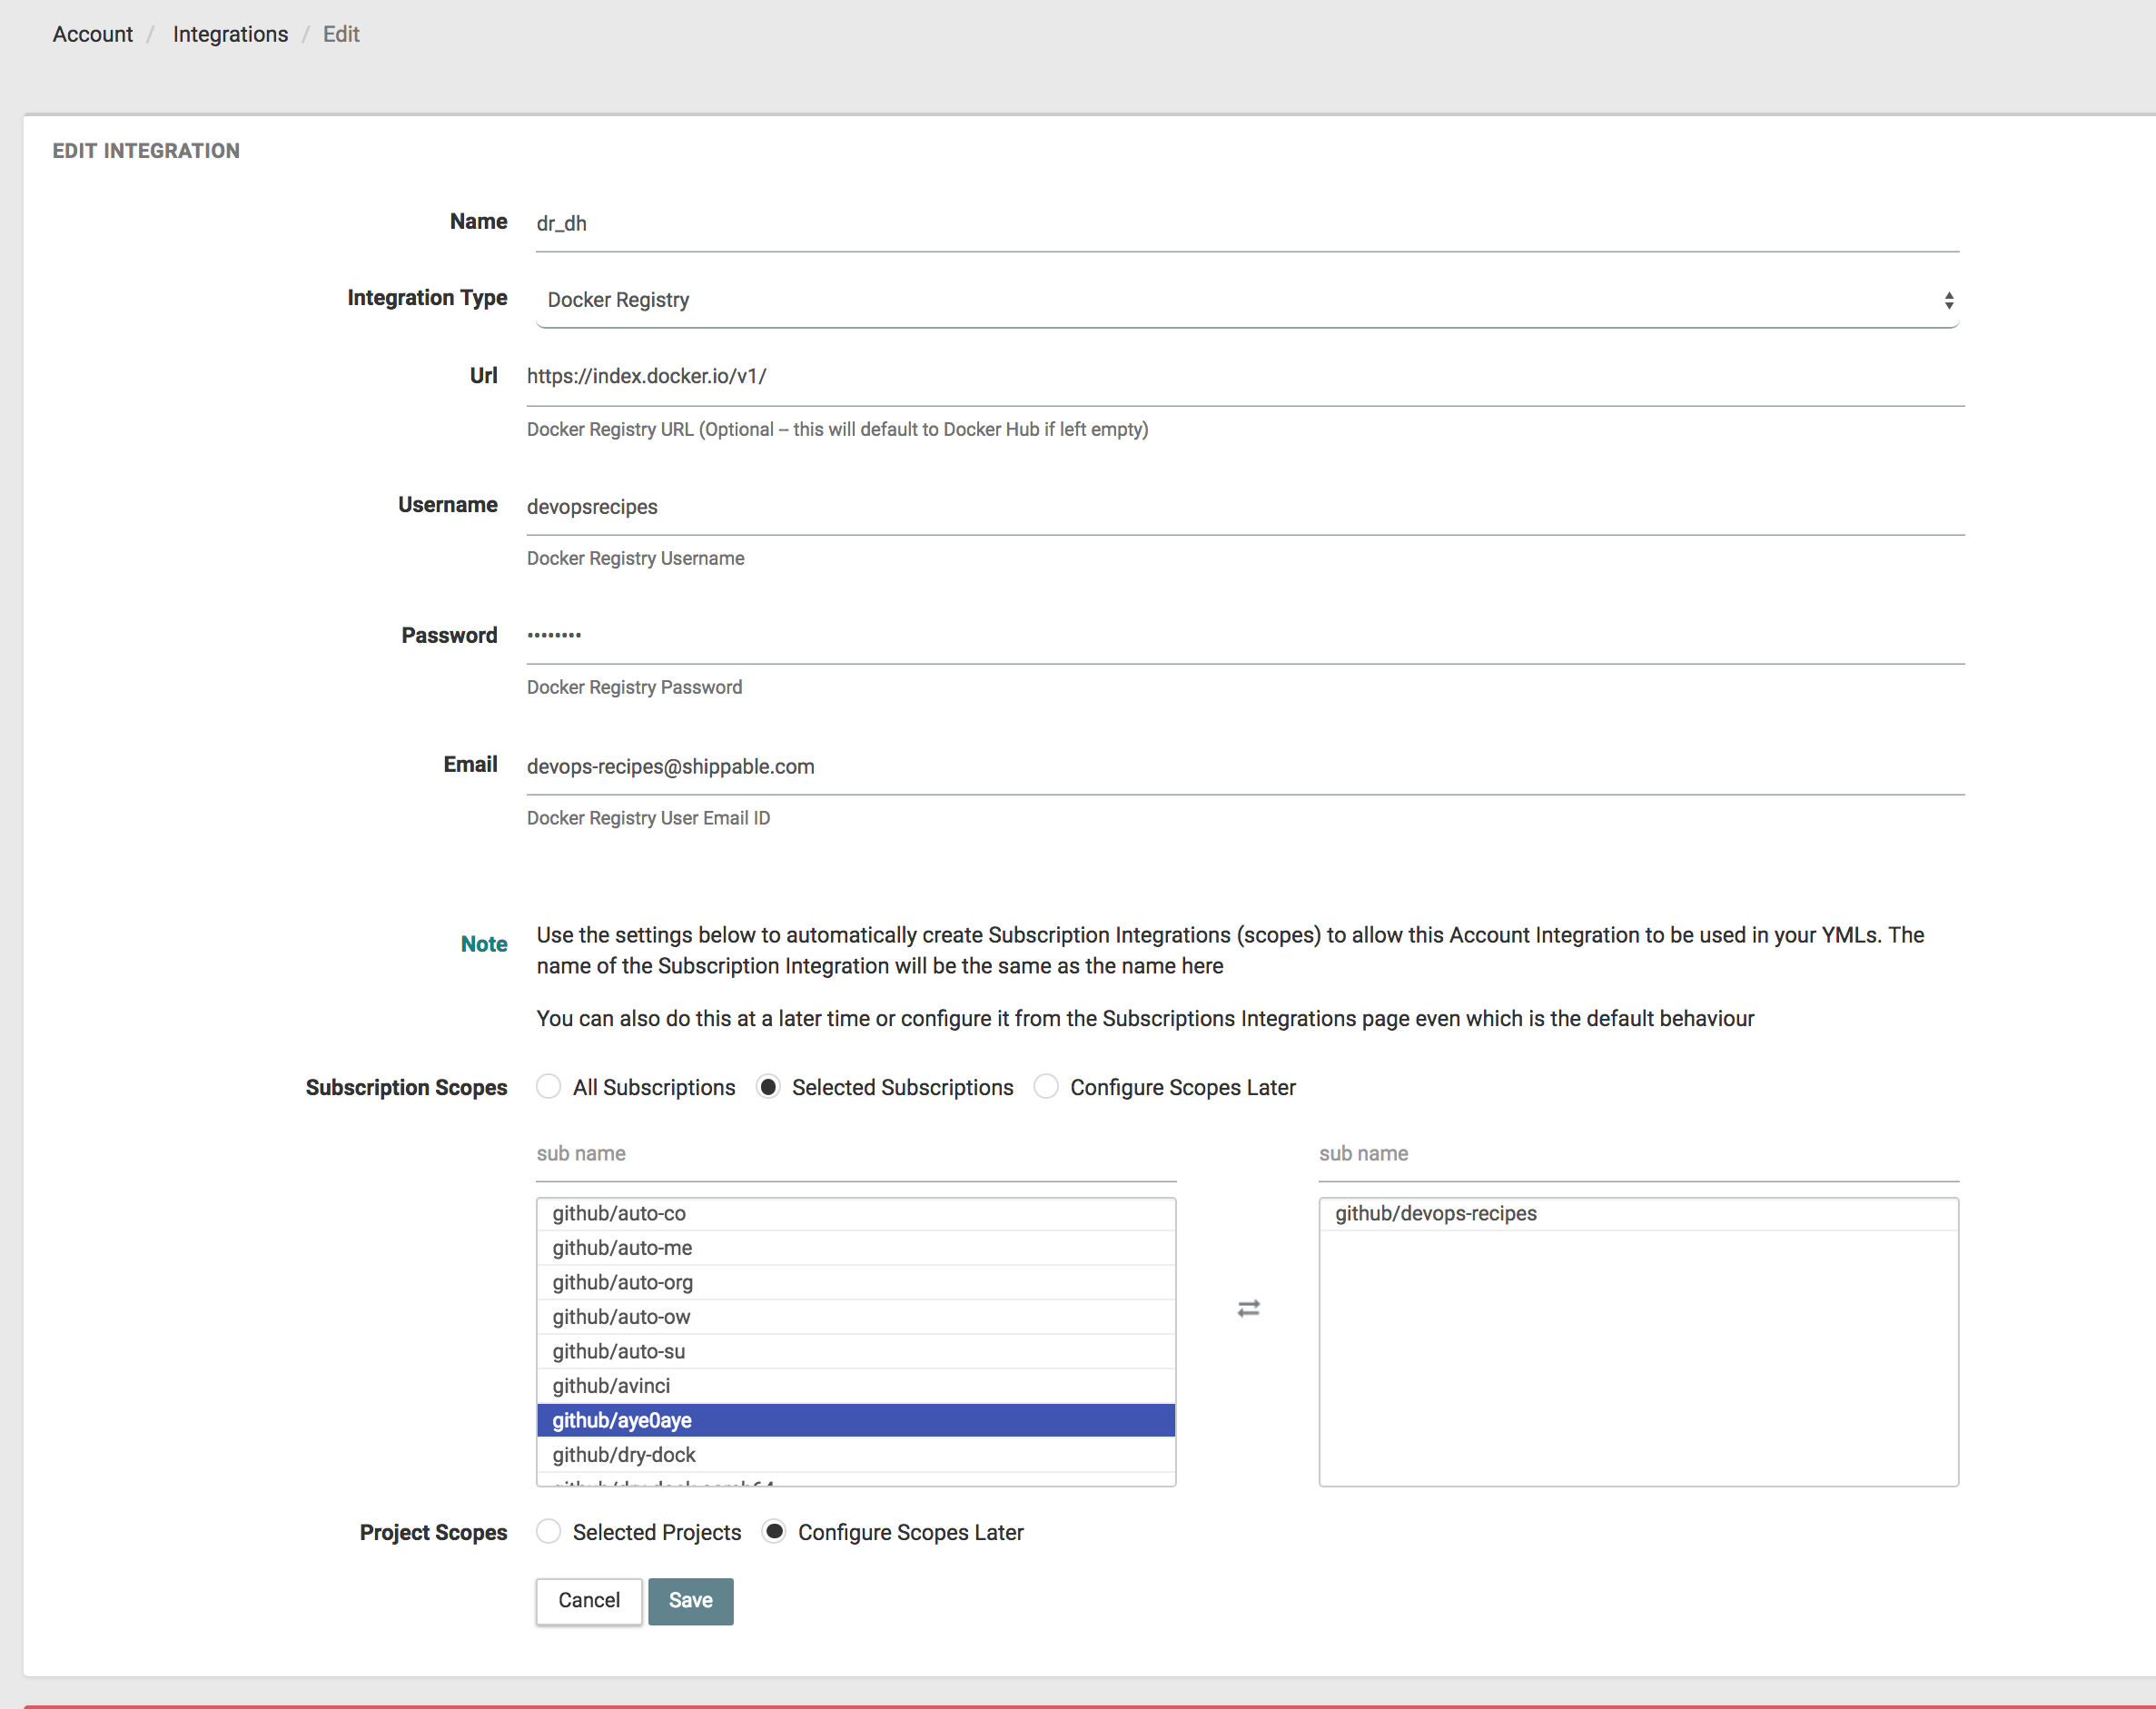 Account / Integrations / Edit
EDIT INTEGRATION
Name dr_dh
Integration Type Docker Registry
Url https://index.docker.io/v1/
Docker Registry URL (Optional – this will default to Docker Hub if left empty)
Username devopsrecipes
Docker Registry Username
Password ••••••••
Docker Registry Password
Email devops-recipes@shippable.com
Docker Registry User Email ID
Note Use the settings below to automatically create Subscription Integrations (scopes) to allow this Account Integration to be used in your YMLs. The
name of the Subscription Integration will be the same as the name here
You can also do this at a later time or configure it from the Subscriptions Integrations page even which is the default behaviour
Subscription Scopes All Subscriptions Selected Subscriptions Configure Scopes Later
sub name sub name
github/auto-co github/devops-recipes
github/auto-me
github/auto-org
github/auto-ow
github/auto-su
github/avinci
github/aye0aye
github/dry-dock
Project Scopes Selected Projects Configure Scopes Later
Cancel Save